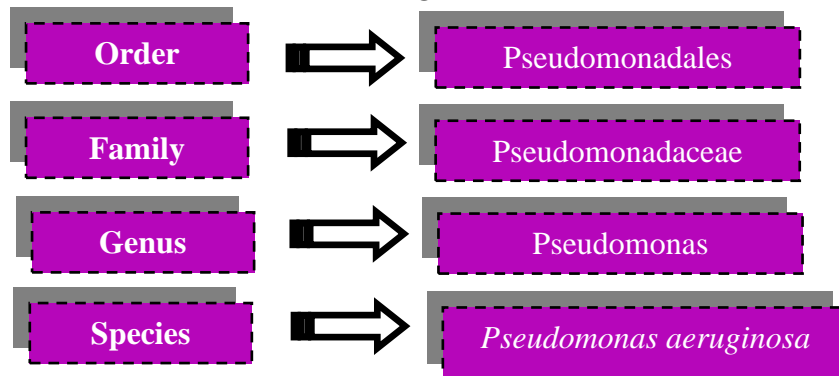 Order
Pseudomonadales
Family
Pseudomonadaceae
Genus
Pseudomonas
Species
Pseudomonas aeruginosa